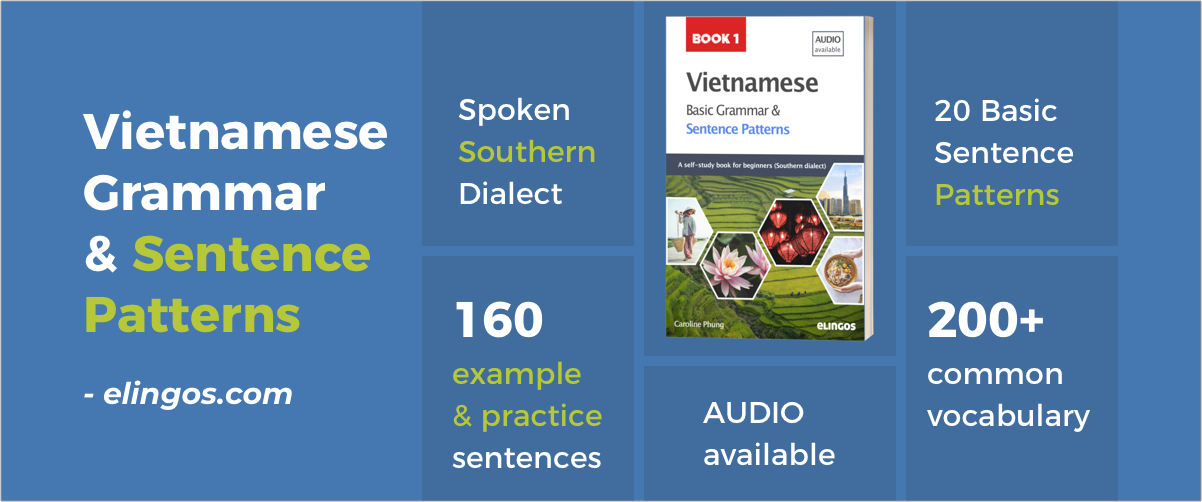 Vietnamese
Grammar
& Sentence
Patterns
- elingos.com
Spoken
Southern
Dialect
160
example
& practice
sentences
BOOK 1
AUDIO
available
Vietnamese
Basic Grammar &
Sentence Patterns
A self-study book for beginners (Southern dialect)
Caroline Phung
eLINGOS
AUDIO
available
20 Basic
Sentence
Patterns
200+
common
vocabulary